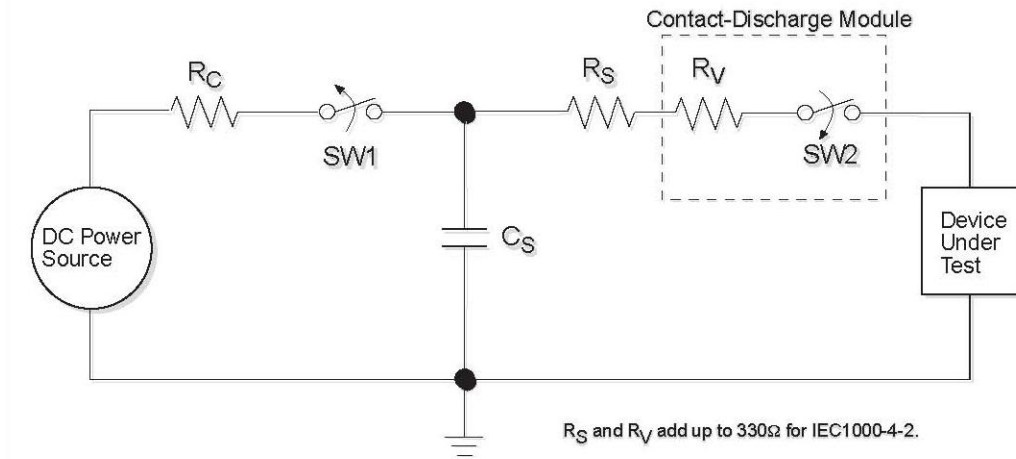 Contact-Discharge Module
RC
RS
RV
SW1
SW2
DC Power
Source
CS
Device
Under
Test
RS and RV add up to 330Ω for IEC1000-4-2.